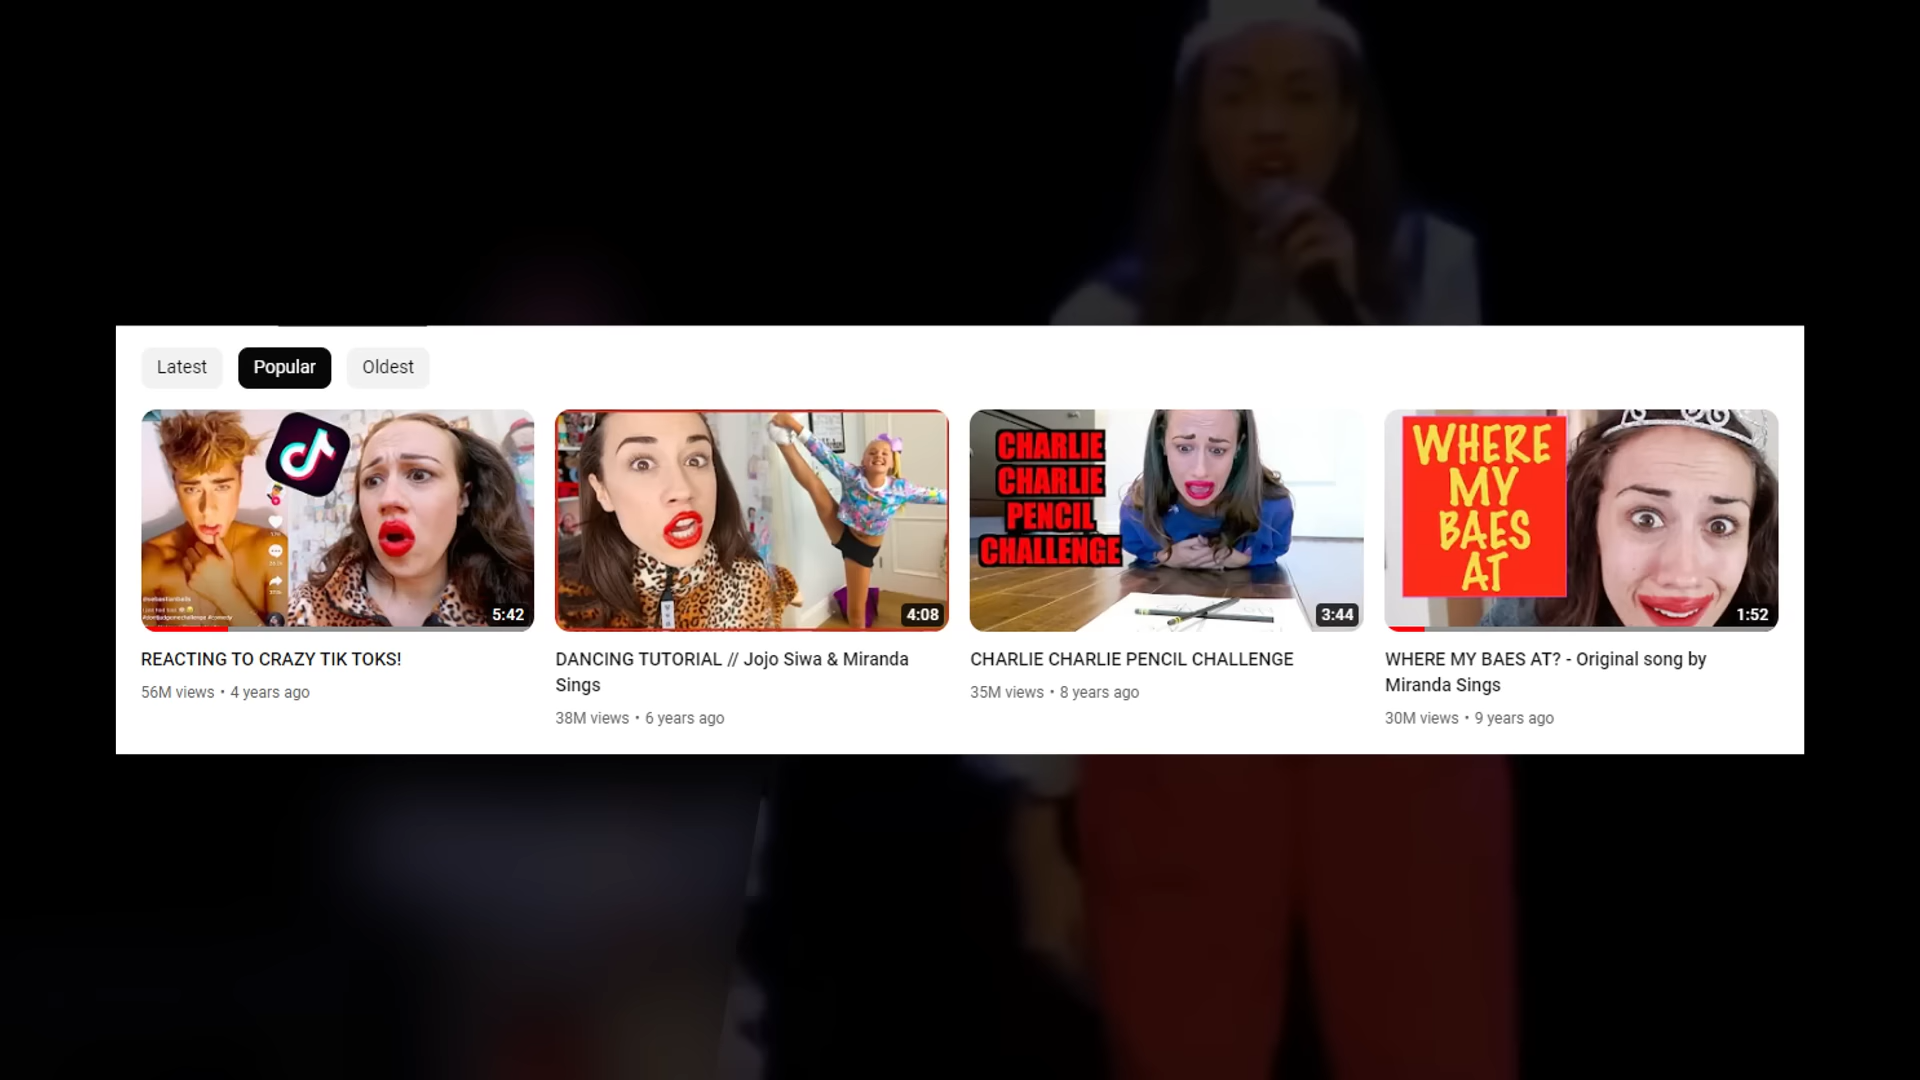 Latest
Popular
Oldest
5:42
4:08
CHARLIE
CHARLIE
PENCIL
CHALLENGE
3:44
WHERE
MY
BAES
AT
1:52
REACTING TO CRAZY TIK TOKS!
56M views • 4 years ago
DANCING TUTORIAL // Jojo Siwa & Miranda
Sings
38M views • 6 years ago
CHARLIE CHARLIE PENCIL CHALLENGE
35M views • 8 years ago
WHERE MY BAES AT? - Original song by
Miranda Sings
30M views • 9 years ago